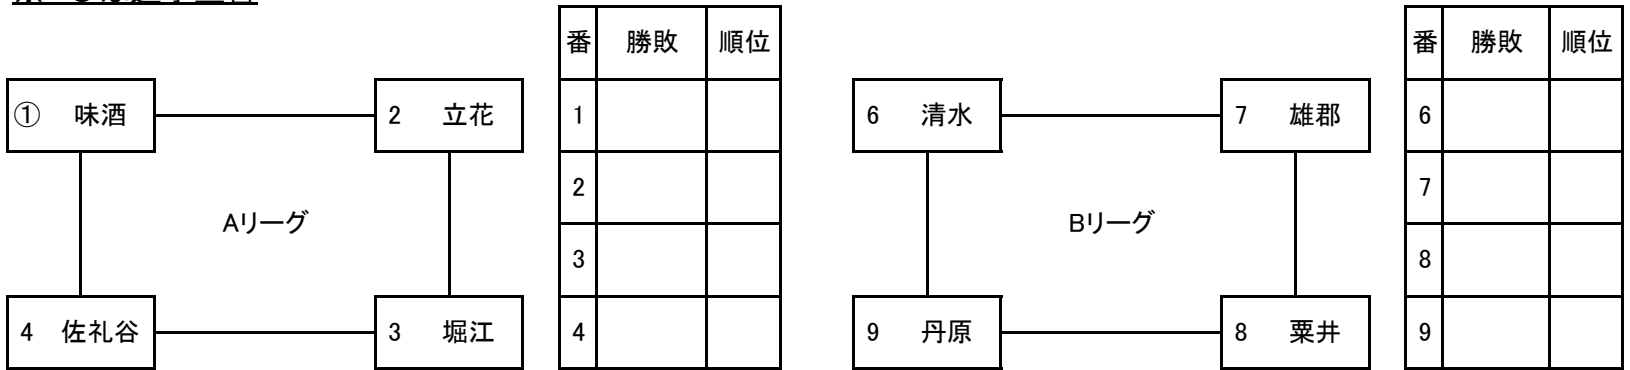 番 勝敗 順位
① 味酒
2 立花
1
2
Aリーグ
3
4 佐礼谷
3 堀江
4
番 勝敗 順位
6 清水
7 雄郡
6
7
Bリーグ
8
9 丹原
8 粟井
9